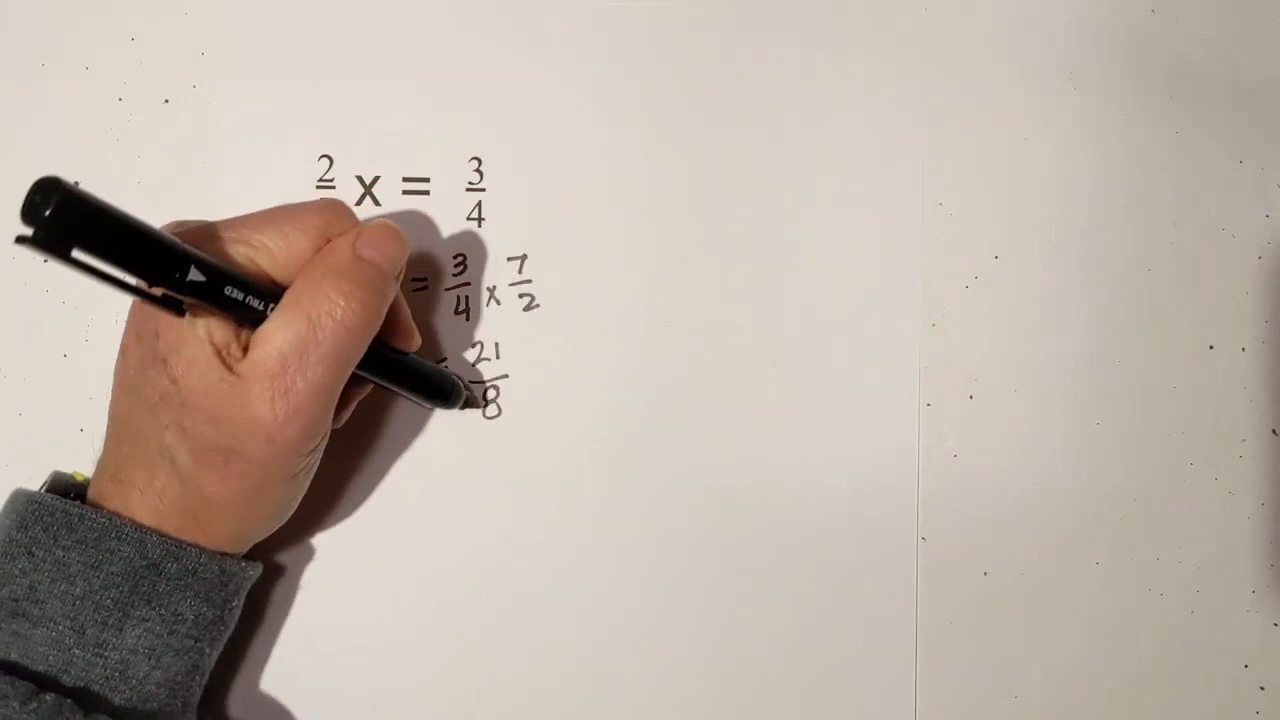 2/ x = 3/4
= 3/4 x 7/2
= 21/8
TRU RED